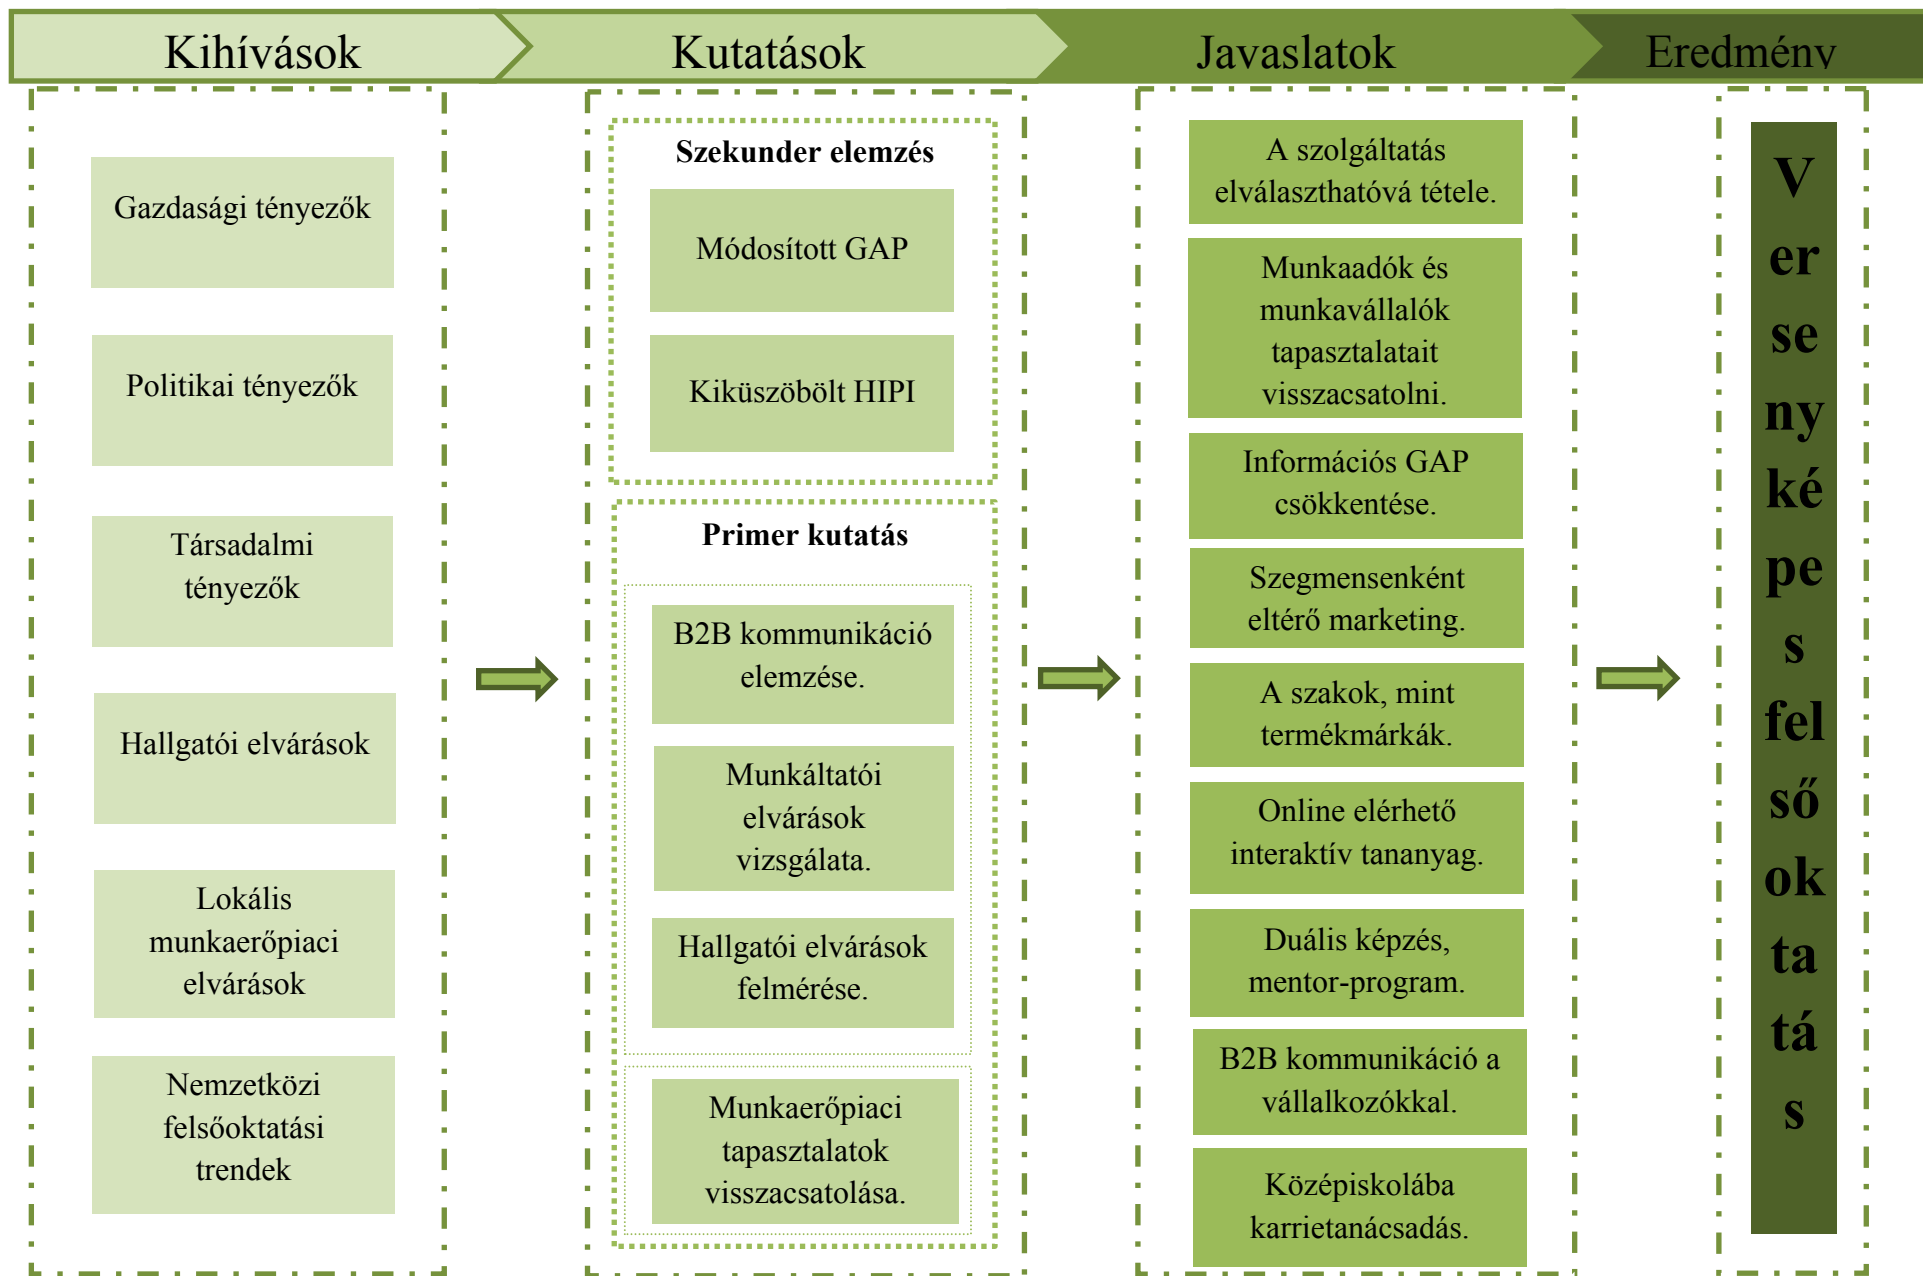 Kihívások
Kutatások
Javaslatok
Eredmény
Gazdasági tényezők
Politikai tényezők
Társadalmi
tényezők
Hallgatói elvárások
Lokális
munkaerőpiaci
elvárások
Nemzetközi
felsőoktatási
trendek
Szekunder elemzés
Módosított GAP
Kiküszöbölt HIPI
Primer kutatás
B2B kommunikáció
elemzése.
Munkáltatói
elvárások
vizsgálata.
Hallgatói elvárások
felmérése.
Munkaerőpiaci
tapasztalatok
visszacsatolása.
A szolgáltatás
elválaszthatóvá tétele.
Munkaadók és
munkavállalók
tapasztalatait
visszacsatolni.
Információs GAP
csökkentése.
Szegmensenként
eltérő marketing.
A szakok, mint
termékmárkák.
Online elérhető
interaktív tananyag.
Duális képzés,
mentor-program.
B2B kommunikáció a
vállalkozókkal.
Középiskolába
karrietanácsadás.
V
er
se
ny
ké
pe
s
fel
ső
ok
ta
tá
s